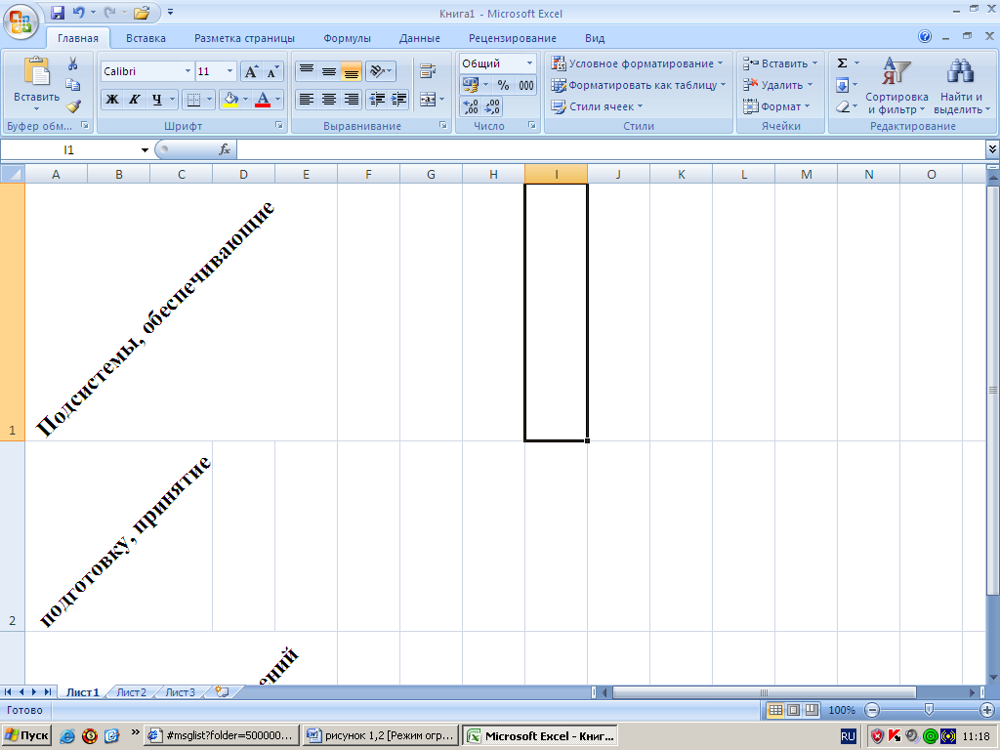 Книга1 - Microsoft Excel
Главная Вставка Разметка страницы Формулы Данные Рецензирование Вид
Calibri 11 Общий Условное форматирование Вставить Σ
Вставить Ж К Ч А % 000 Форматировать как таблицу Удалить Сортировка и фильтр Найти и выделить
Стили ячеек Формат
Буфер обм... Шрифт Выравнивание Число Стили Ячейки Редактирование
I1 fx
A B C D E F G H I J K L M N O
Подсистемы, обеспечивающие
1
подготовку, принятие
2
ений
Лист1 Лист2 Лист3
Готово 100%
Пуск » #msglist?folder=500000... рисунок 1,2 [Режим огр... Microsoft Excel - Книг... RU 11:18